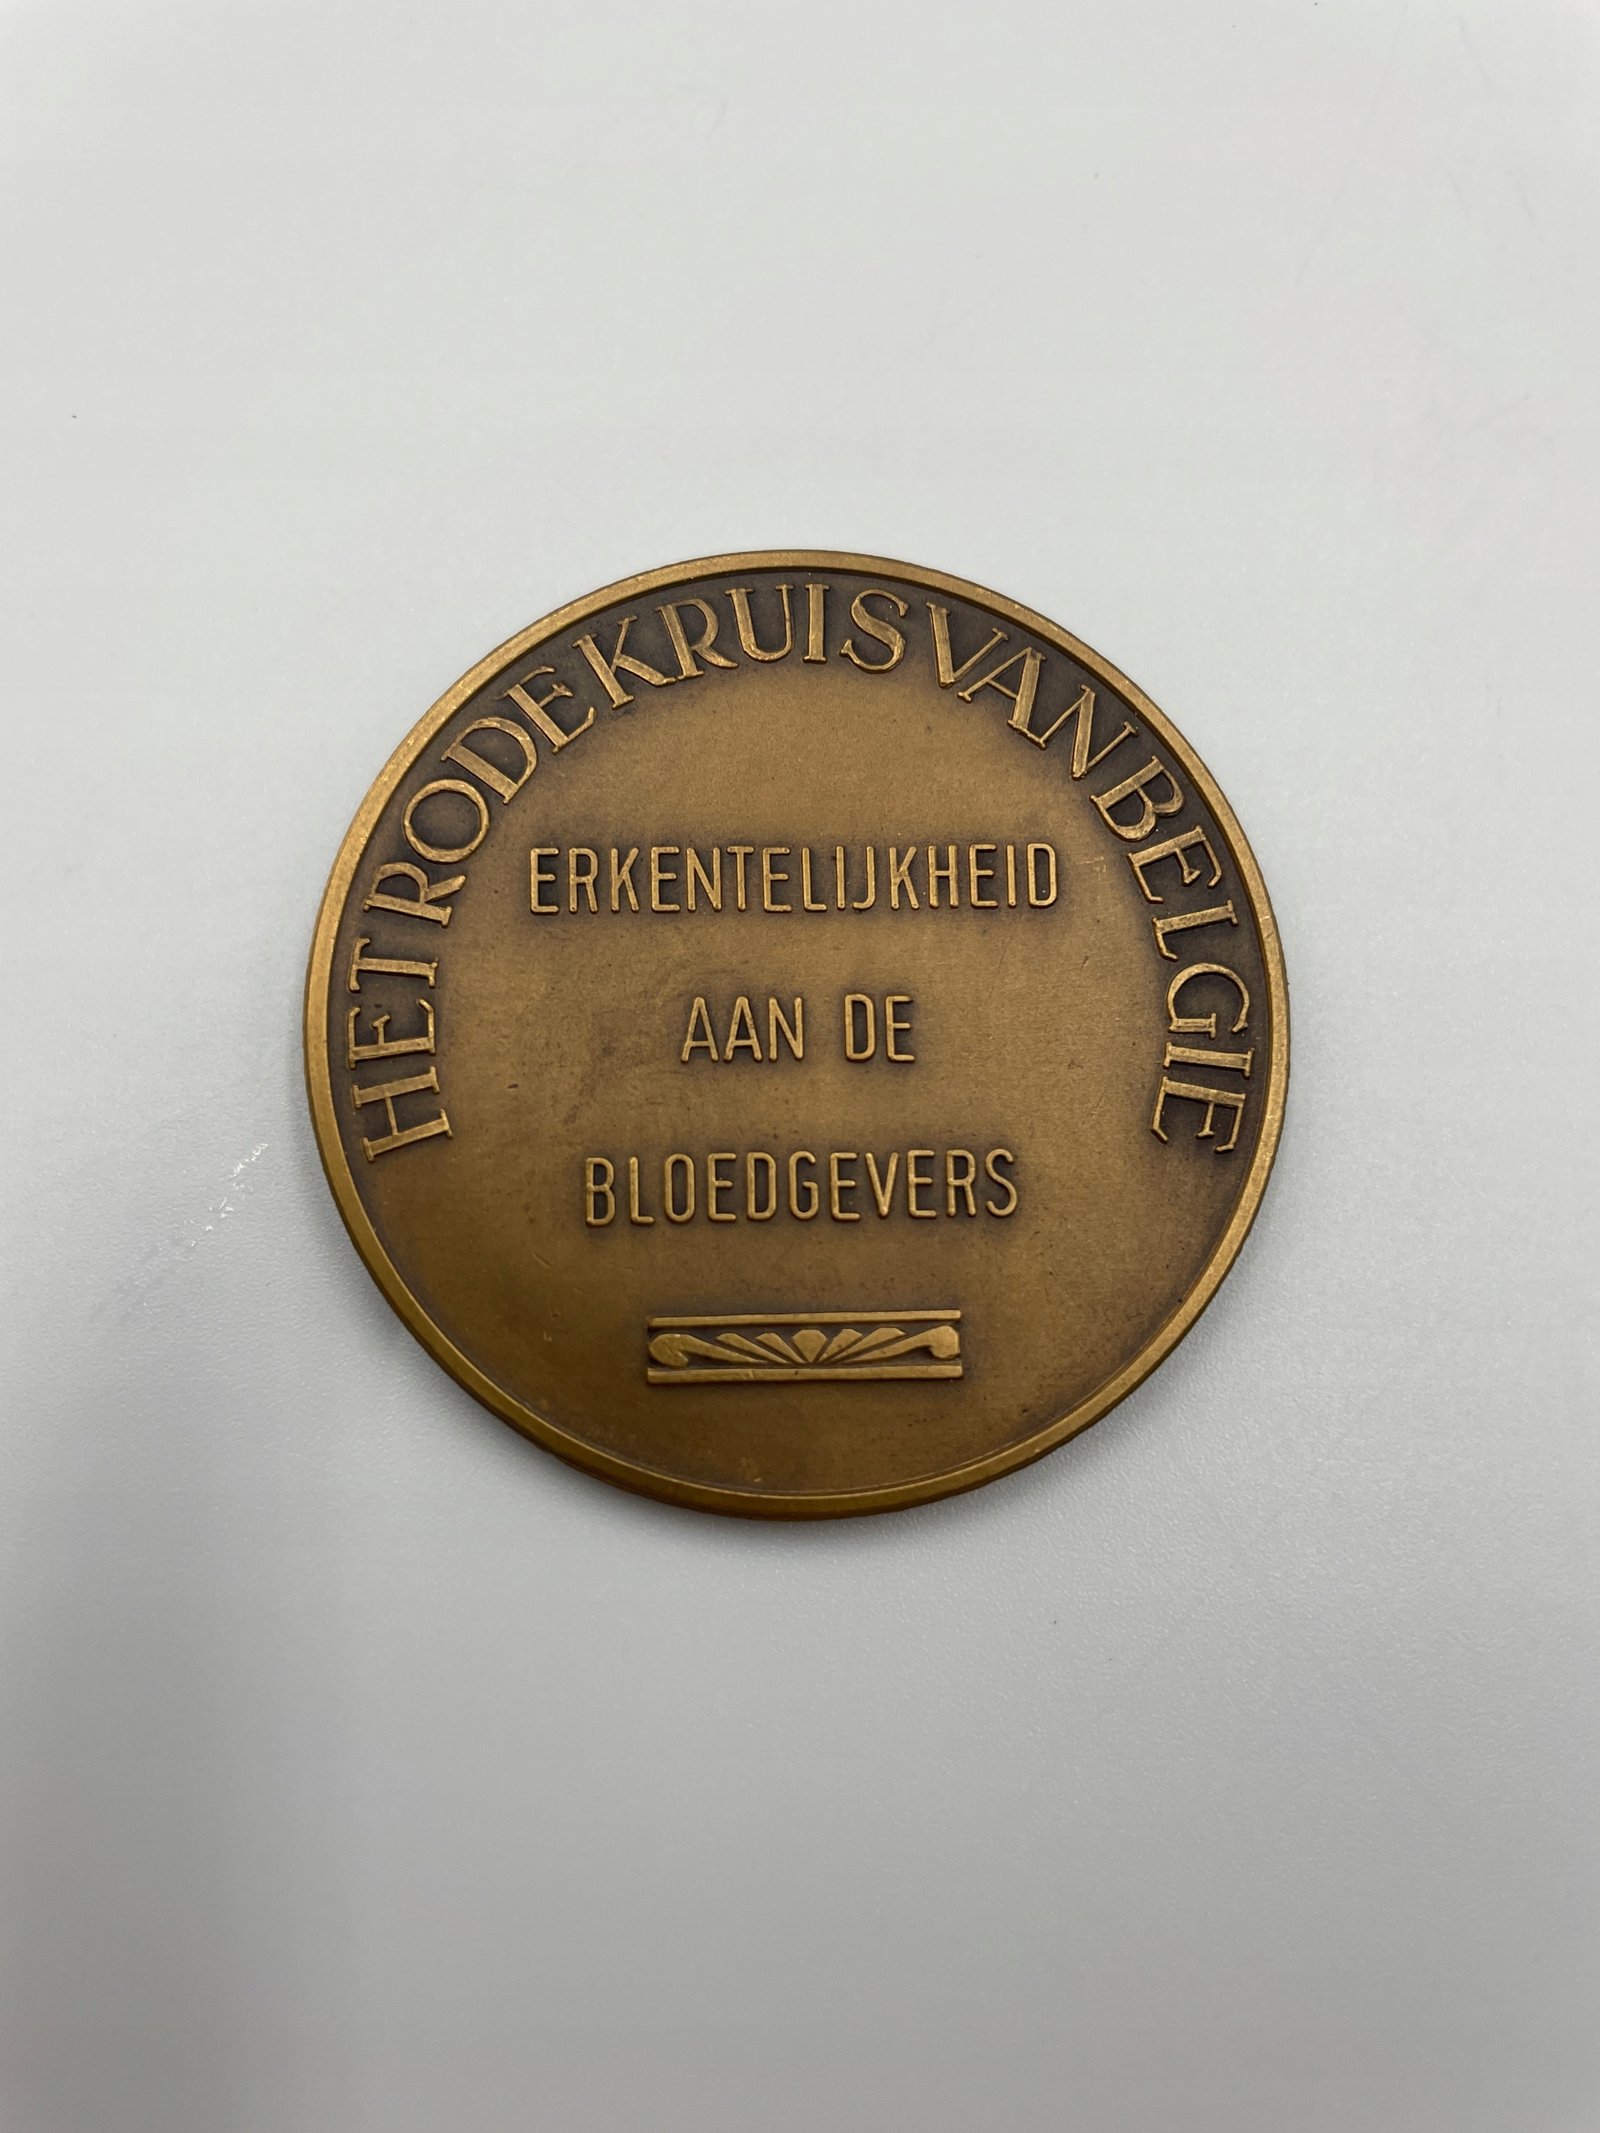 HET RODE KRUIS VAN BELGIE
ERKENTELIJKHEID
AAN DE
BLOEDGEVERS